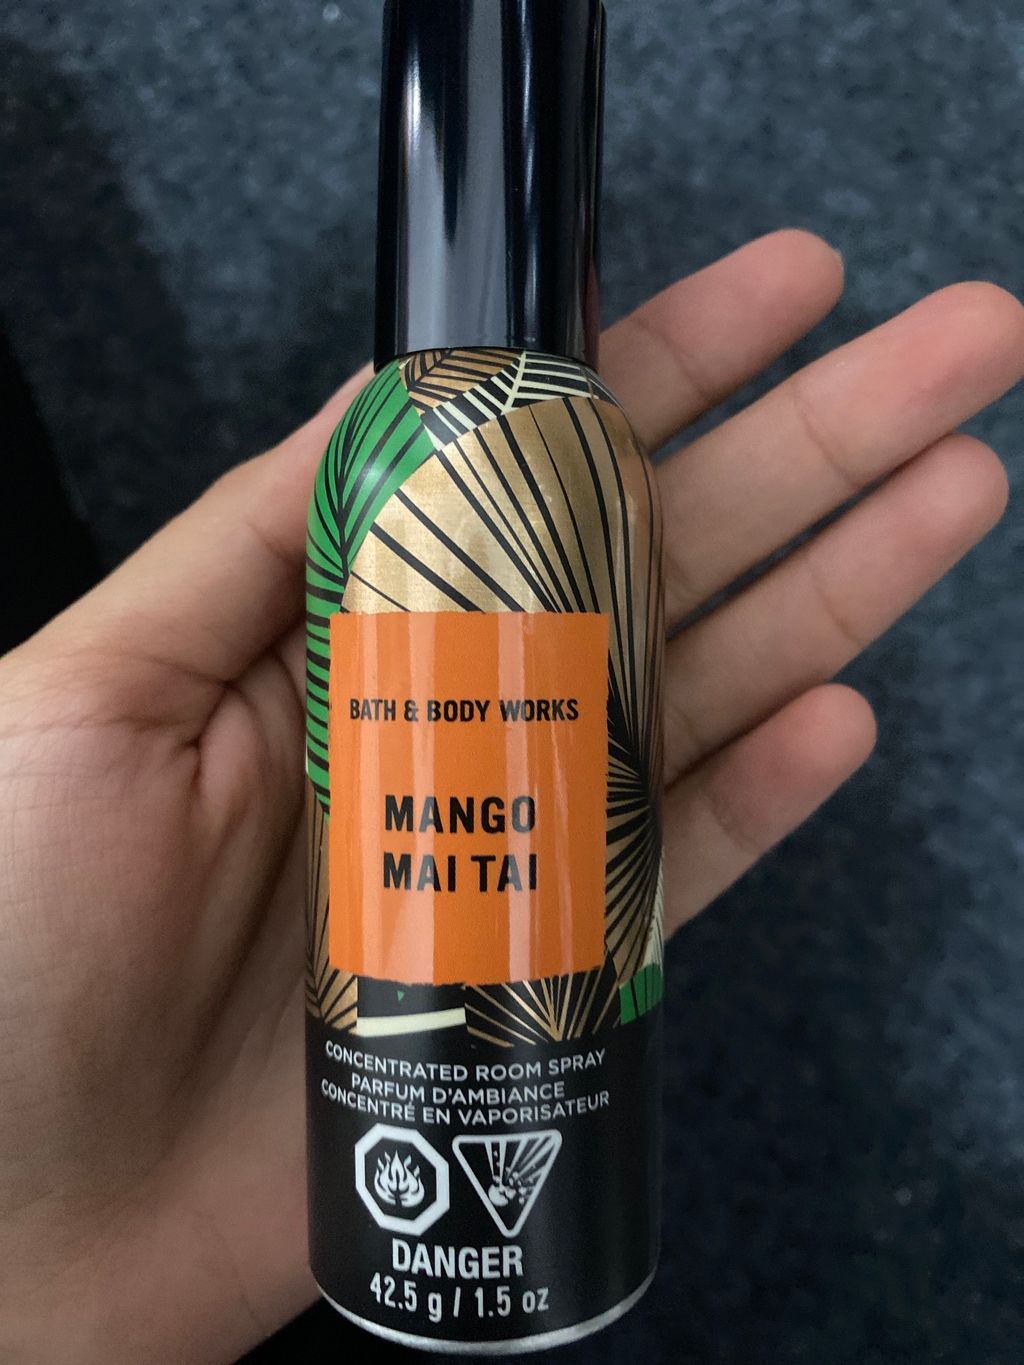 BATH & BODY WORKS
MANGO
MAI TAI
CONCENTRATED ROOM SPRAY
PARFUM D'AMBIANCE
CONCENTRÉ EN VAPORISATEUR
DANGER
42.5 g / 1.5 oz